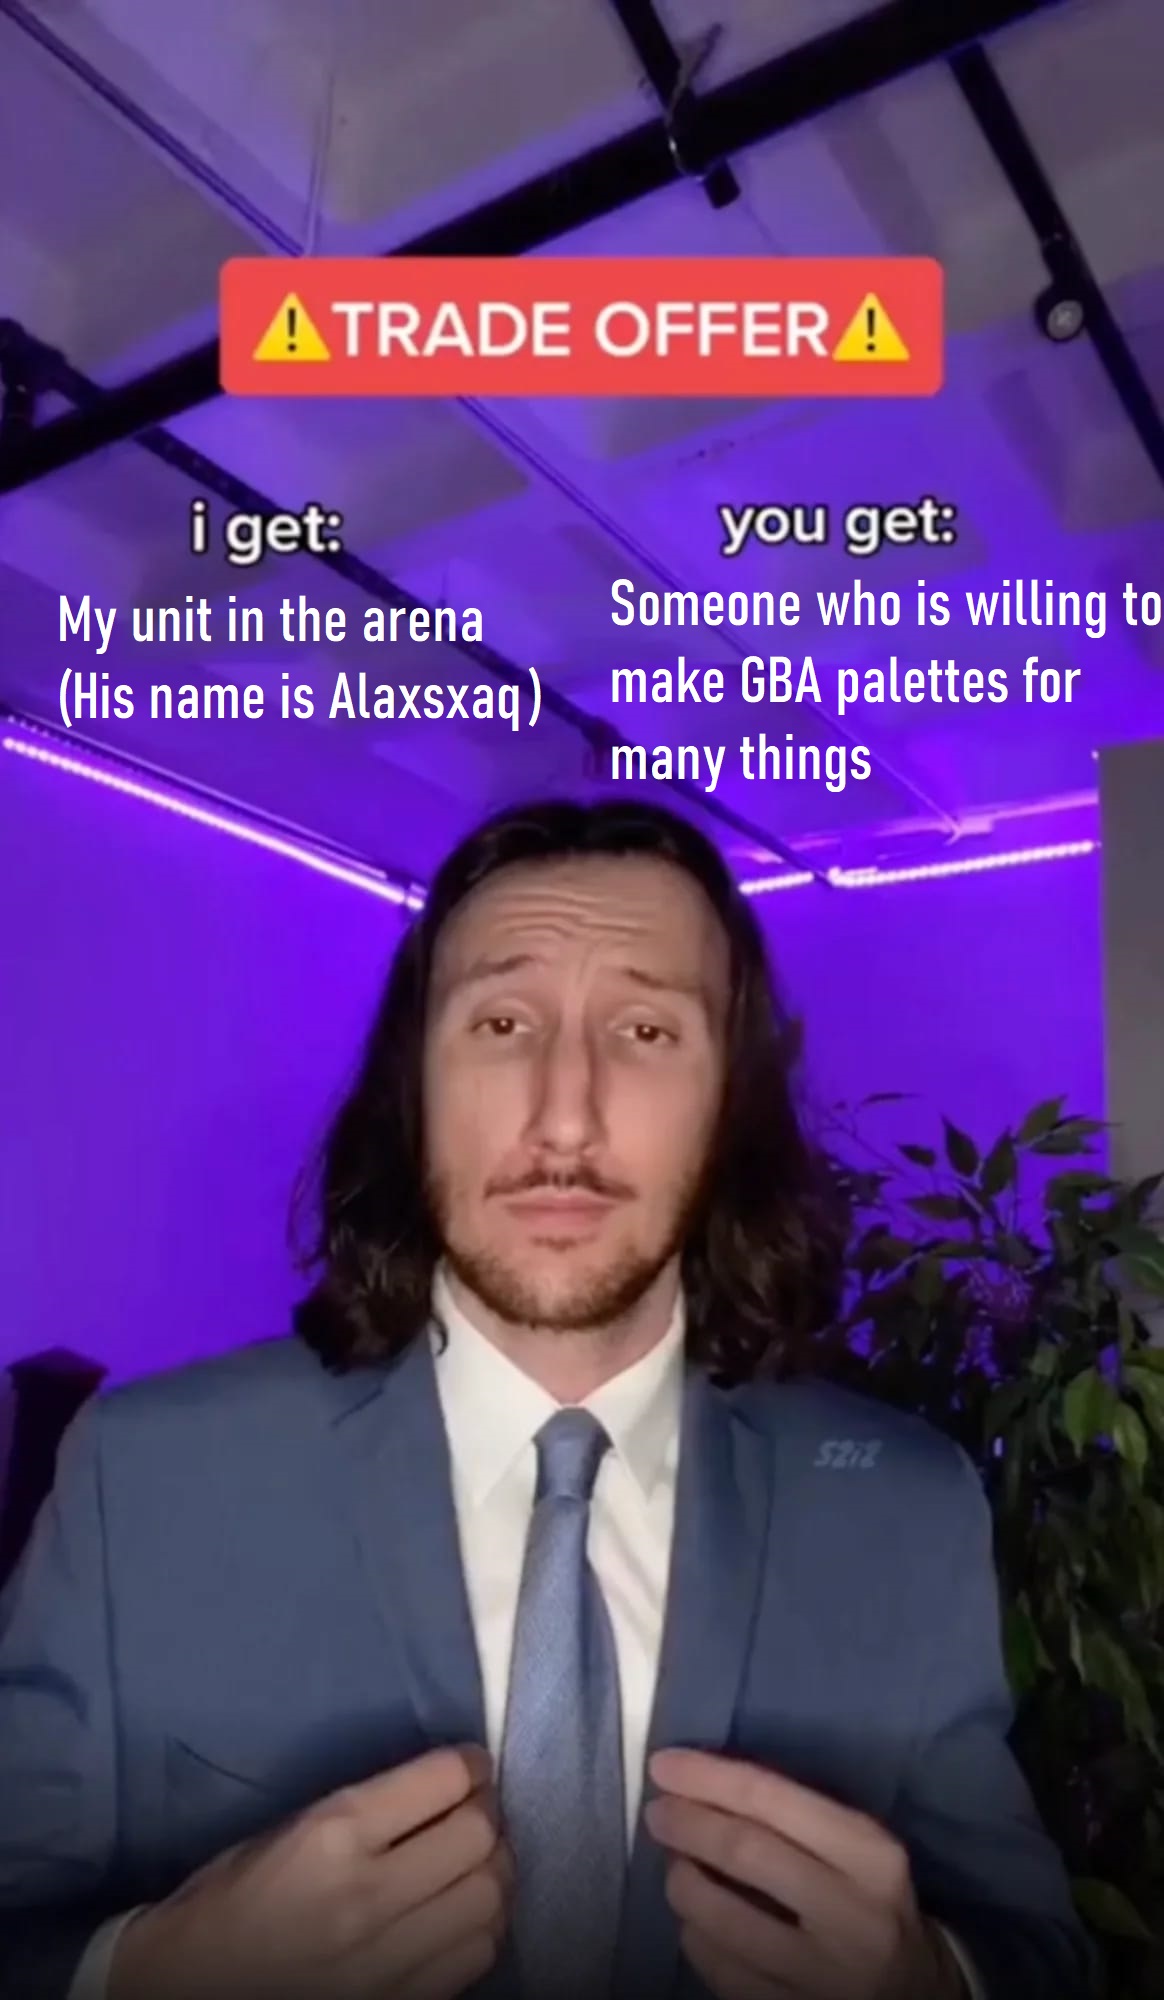 ⚠TRADE OFFER⚠
i get:
My unit in the arena
(His name is Alaxsxaq)
you get:
Someone who is willing to
make GBA palettes for
many things